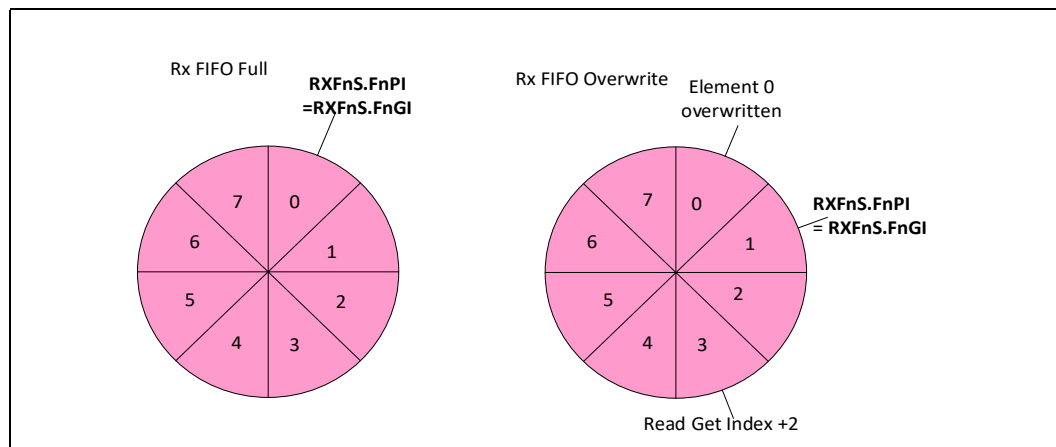 Rx FIFO Full
RXFnS.FnPI
=RXFnS.FnGI
7
0
6
1
5
2
4
3
Rx FIFO Overwrite
Element 0
overwritten
RXFnS.FnPI
= RXFnS.FnGI
7
0
6
1
5
2
4
3
Read Get Index +2